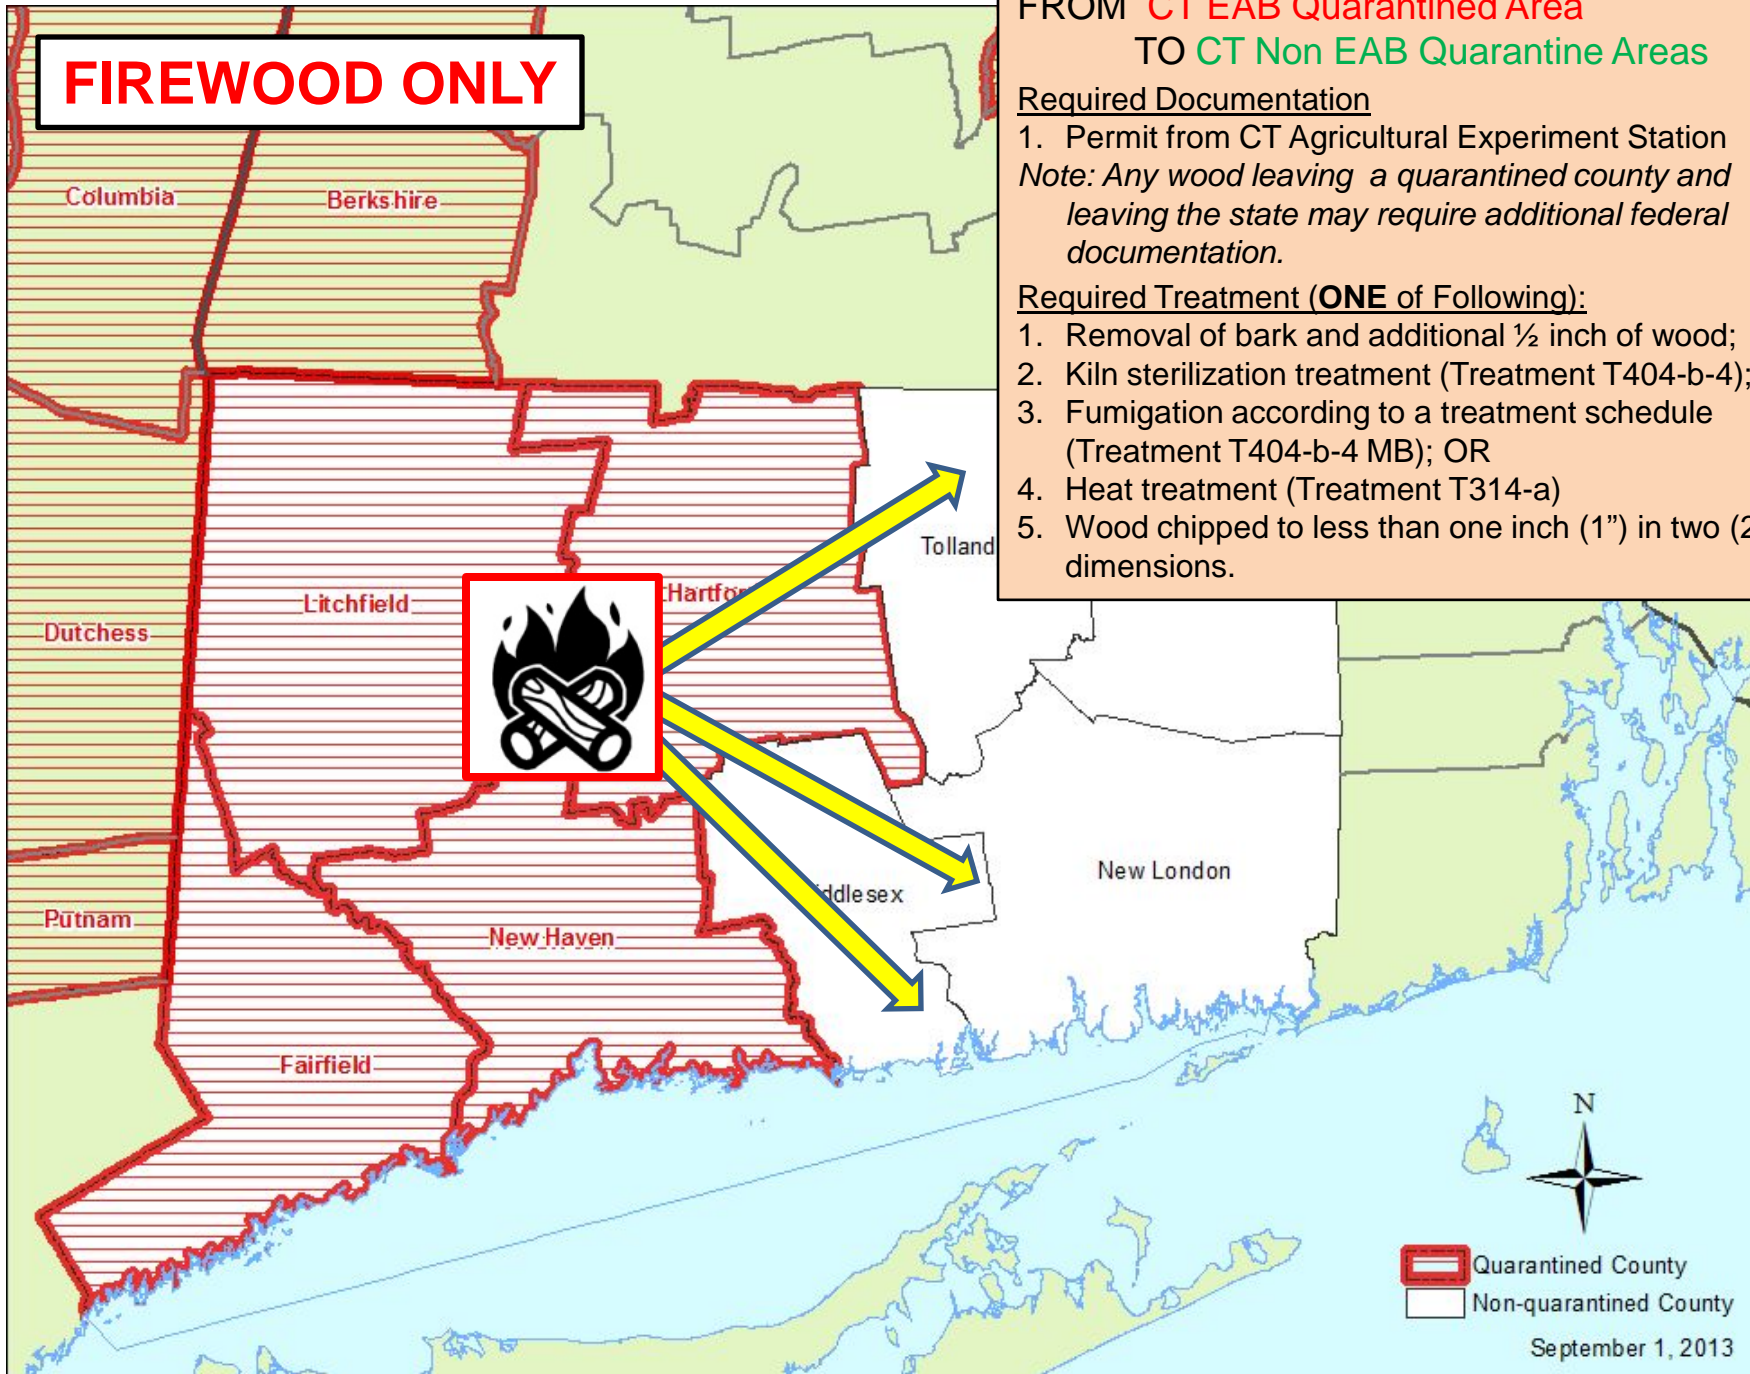 FIREWOOD ONLY
FROM CT EAB Quarantined Area
TO CT Non EAB Quarantine Areas
Required Documentation
1. Permit from CT Agricultural Experiment Station
Note: Any wood leaving a quarantined county and
leaving the state may require additional federal
documentation.
Required Treatment (ONE of Following):
1. Removal of bark and additional ½ inch of wood;
2. Kiln sterilization treatment (Treatment T404-b-4);
3. Fumigation according to a treatment schedule
(Treatment T404-b-4 MB); OR
4. Heat treatment (Treatment T314-a)
5. Wood chipped to less than one inch (1”) in two (2
dimensions.
Columbia
Berkshire
Tolland
Litchfield
Hartfor
Dutchess
New London
ddlesex
Putnam
New Haven
Fairfield
N
Quarantined County
Non-quarantined County
September 1, 2013